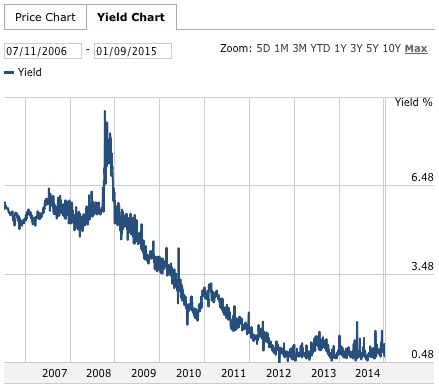 Price Chart Yield Chart
07/11/2006 - 01/09/2015 Zoom: 5D 1M 3M YTD 1Y 3Y 5Y 10Y Max
Yield
Yield %
6.48
3.48
0.48
2007 2008 2009 2010 2011 2012 2013 2014